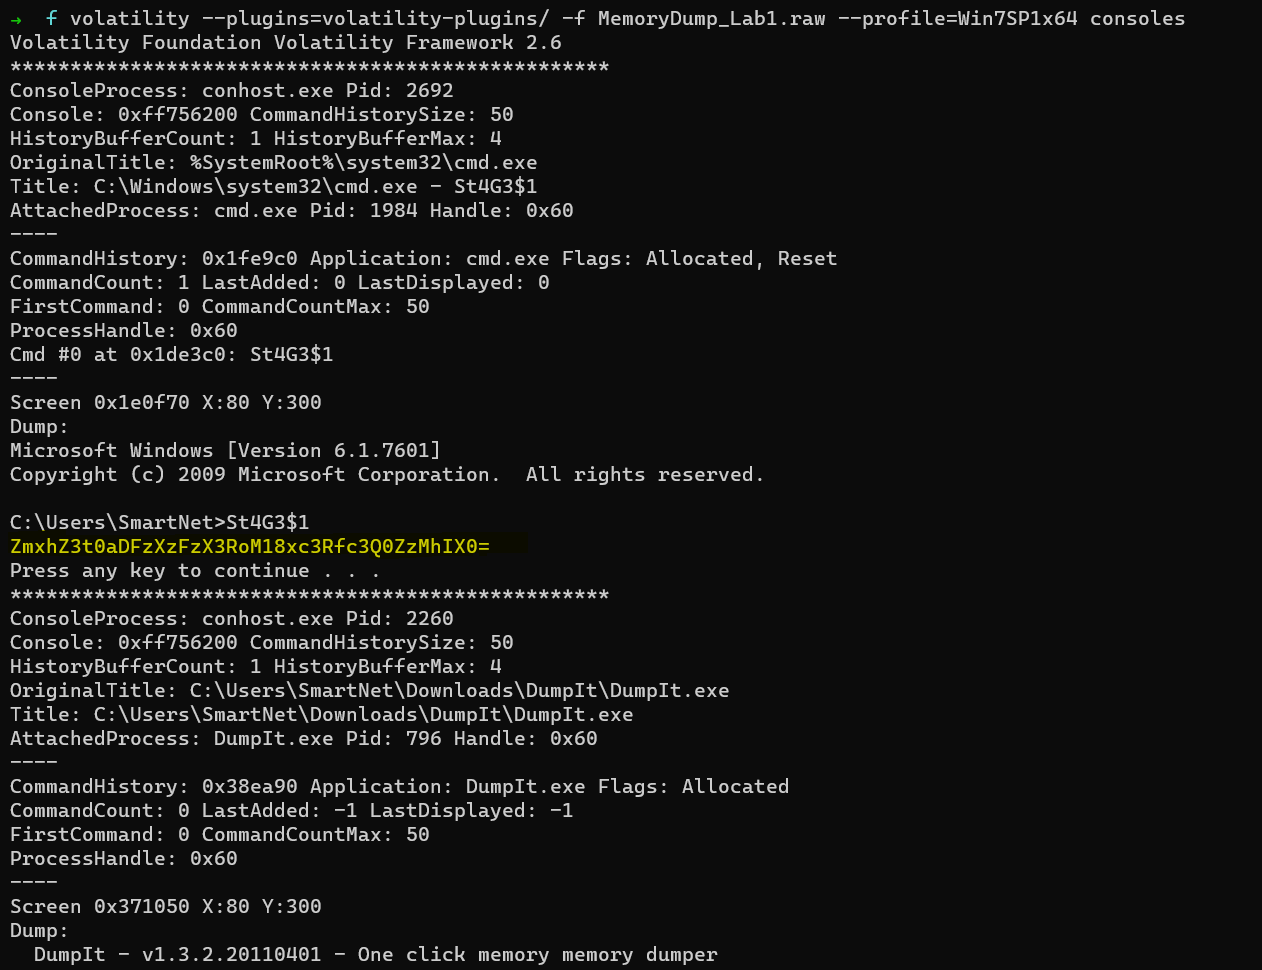 →  f volatility --plugins=volatility-plugins/ -f MemoryDump_Lab1.raw --profile=Win7SP1x64 consoles
Volatility Foundation Volatility Framework 2.6
**************************************************
ConsoleProcess: conhost.exe Pid: 2692
Console: 0xff756200 CommandHistorySize: 50
HistoryBufferCount: 1 HistoryBufferMax: 4
OriginalTitle: %SystemRoot%\system32\cmd.exe
Title: C:\Windows\system32\cmd.exe - St4G3$1
AttachedProcess: cmd.exe Pid: 1984 Handle: 0x60
----
CommandHistory: 0x1fe9c0 Application: cmd.exe Flags: Allocated, Reset
CommandCount: 1 LastAdded: 0 LastDisplayed: 0
FirstCommand: 0 CommandCountMax: 50
ProcessHandle: 0x60
Cmd #0 at 0x1de3c0: St4G3$1
----
Screen 0x1e0f70 X:80 Y:300
Dump:
Microsoft Windows [Version 6.1.7601]
Copyright (c) 2009 Microsoft Corporation.  All rights reserved.

C:\Users\SmartNet>St4G3$1
ZmxhZ3t0aDFzXzFzX3RoM18xc3Rfc3Q0ZzMhIX0=
Press any key to continue . . .
**************************************************
ConsoleProcess: conhost.exe Pid: 2260
Console: 0xff756200 CommandHistorySize: 50
HistoryBufferCount: 1 HistoryBufferMax: 4
OriginalTitle: C:\Users\SmartNet\Downloads\DumpIt\DumpIt.exe
Title: C:\Users\SmartNet\Downloads\DumpIt\DumpIt.exe
AttachedProcess: DumpIt.exe Pid: 796 Handle: 0x60
----
CommandHistory: 0x38ea90 Application: DumpIt.exe Flags: Allocated
CommandCount: 0 LastAdded: -1 LastDisplayed: -1
FirstCommand: 0 CommandCountMax: 50
ProcessHandle: 0x60
----
Screen 0x371050 X:80 Y:300
Dump:
  DumpIt - v1.3.2.20110401 - One click memory memory dumper